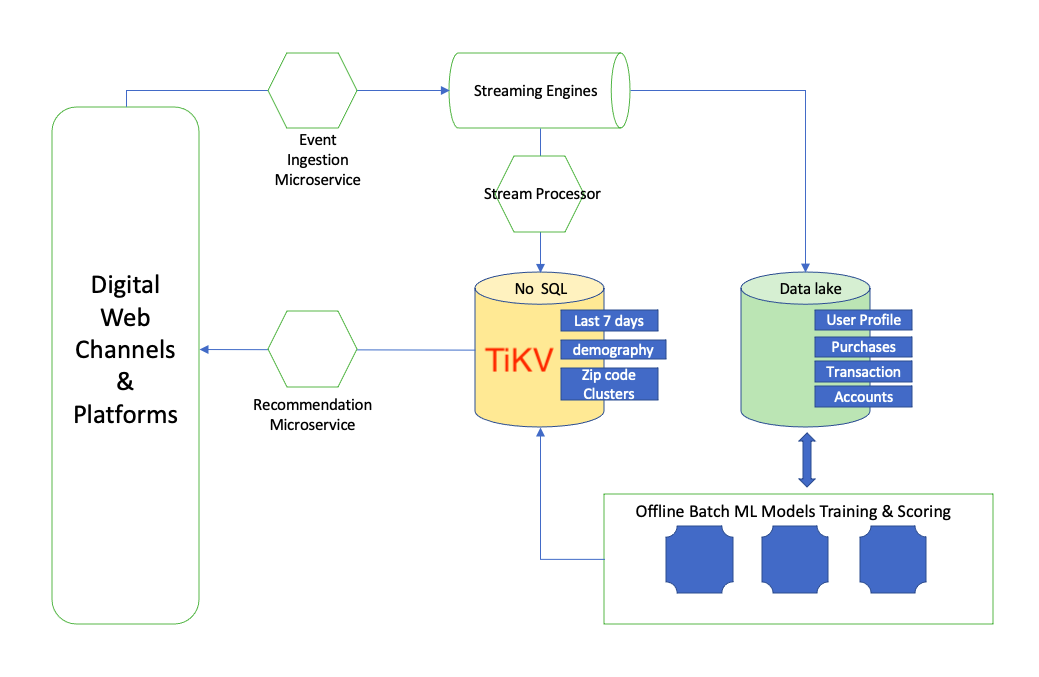 Streaming Engines
Event
Ingestion
Microservice
Stream Processor
Digital
Web
Channels
&
Platforms
No SQL
TiKV
Last 7 days
demography
Zip code
Clusters
Data lake
User Profile
Purchases
Transaction
Accounts
Recommendation
Microservice
Offline Batch ML Models Training & Scoring